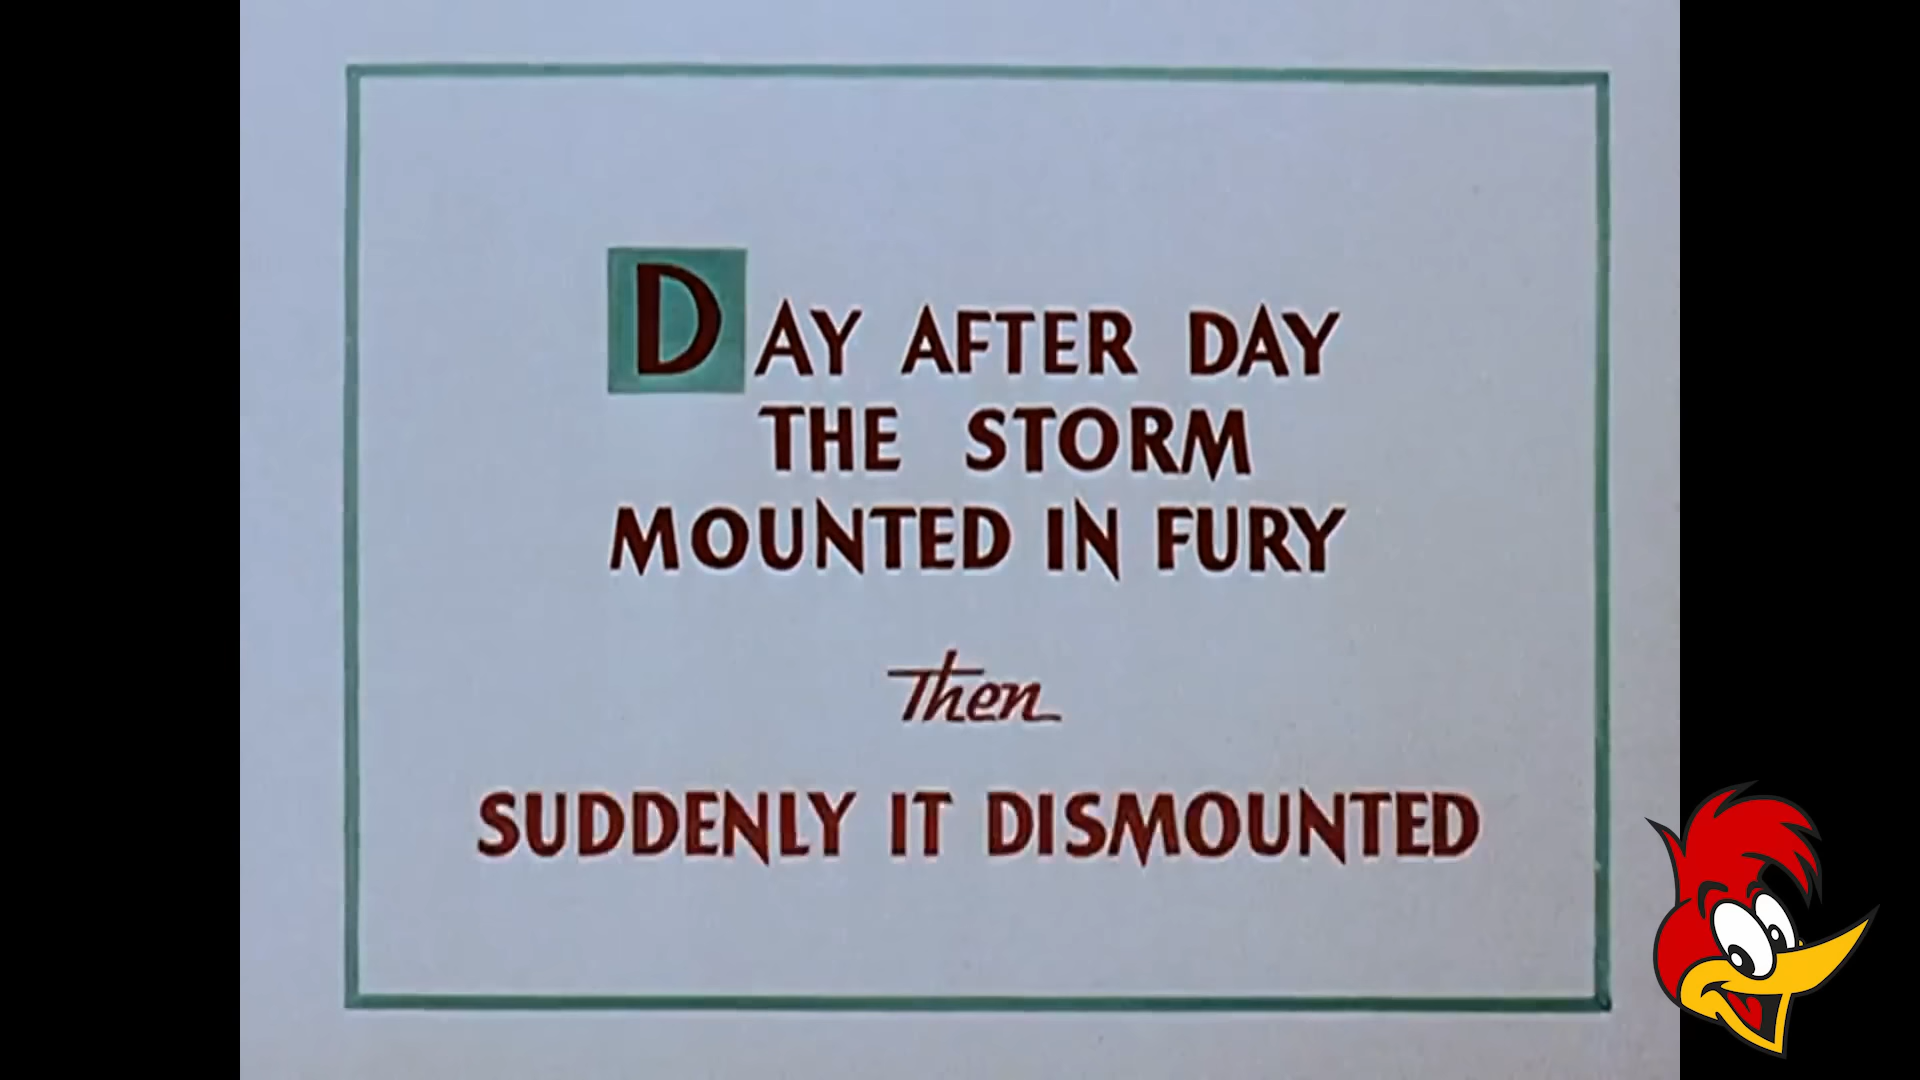 DAY AFTER DAY
THE STORM
MOUNTED IN FURY
Then
SUDDENLY IT DISMOUNTED